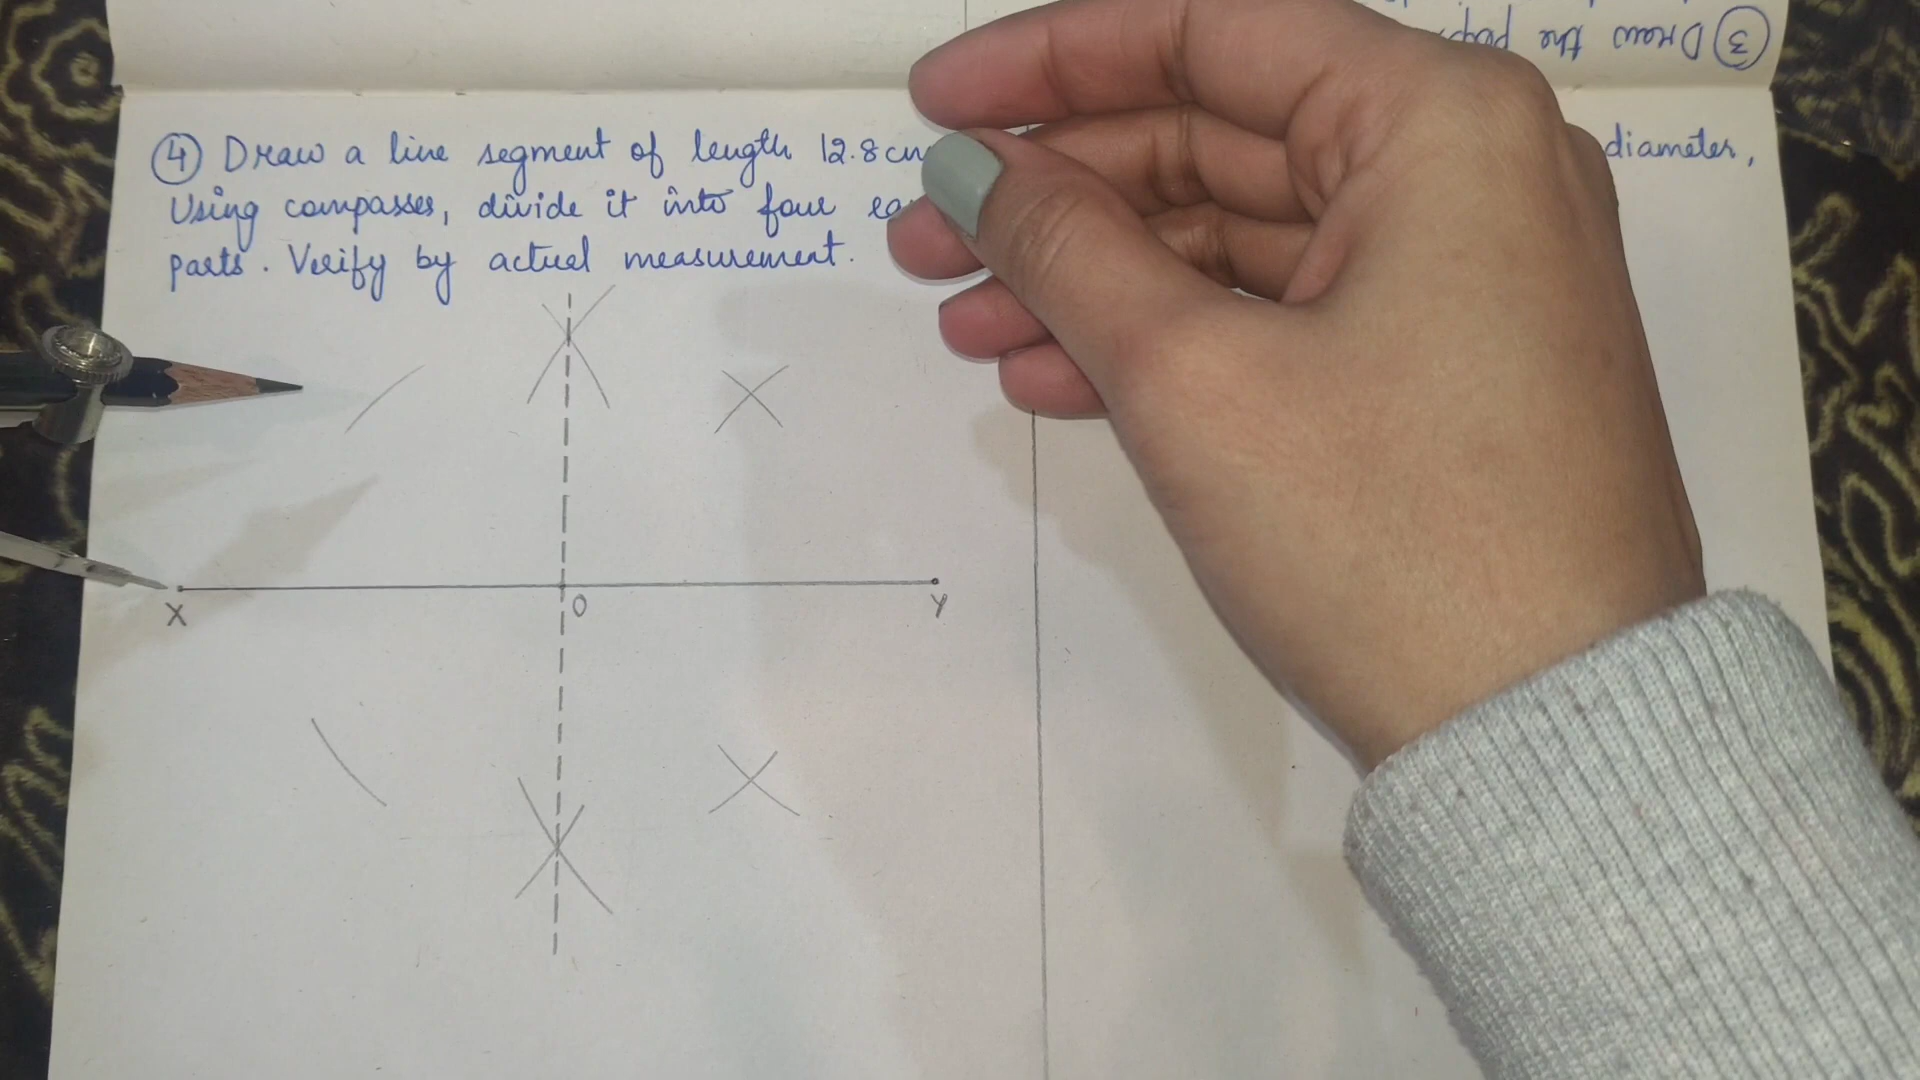 ③ Draw the
④ Draw a line segment of length 12.8 cm diameter,
Using compasses, divide it into four
parts. Verify by actual measurement.
X O Y